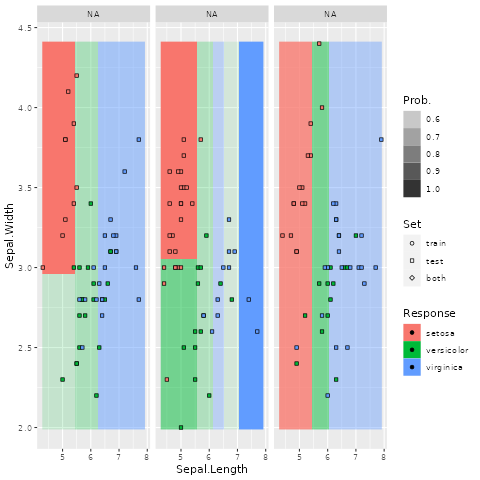 NA NA NA
4.5
4.0
3.5
3.0
2.5
2.0
Sepal.Width
5 6 7 8 5 6 7 8 5 6 7 8
Sepal.Length
Prob.
0.6
0.7
0.8
0.9
1.0
Set
train
test
both
Response
setosa
versicolor
virginica